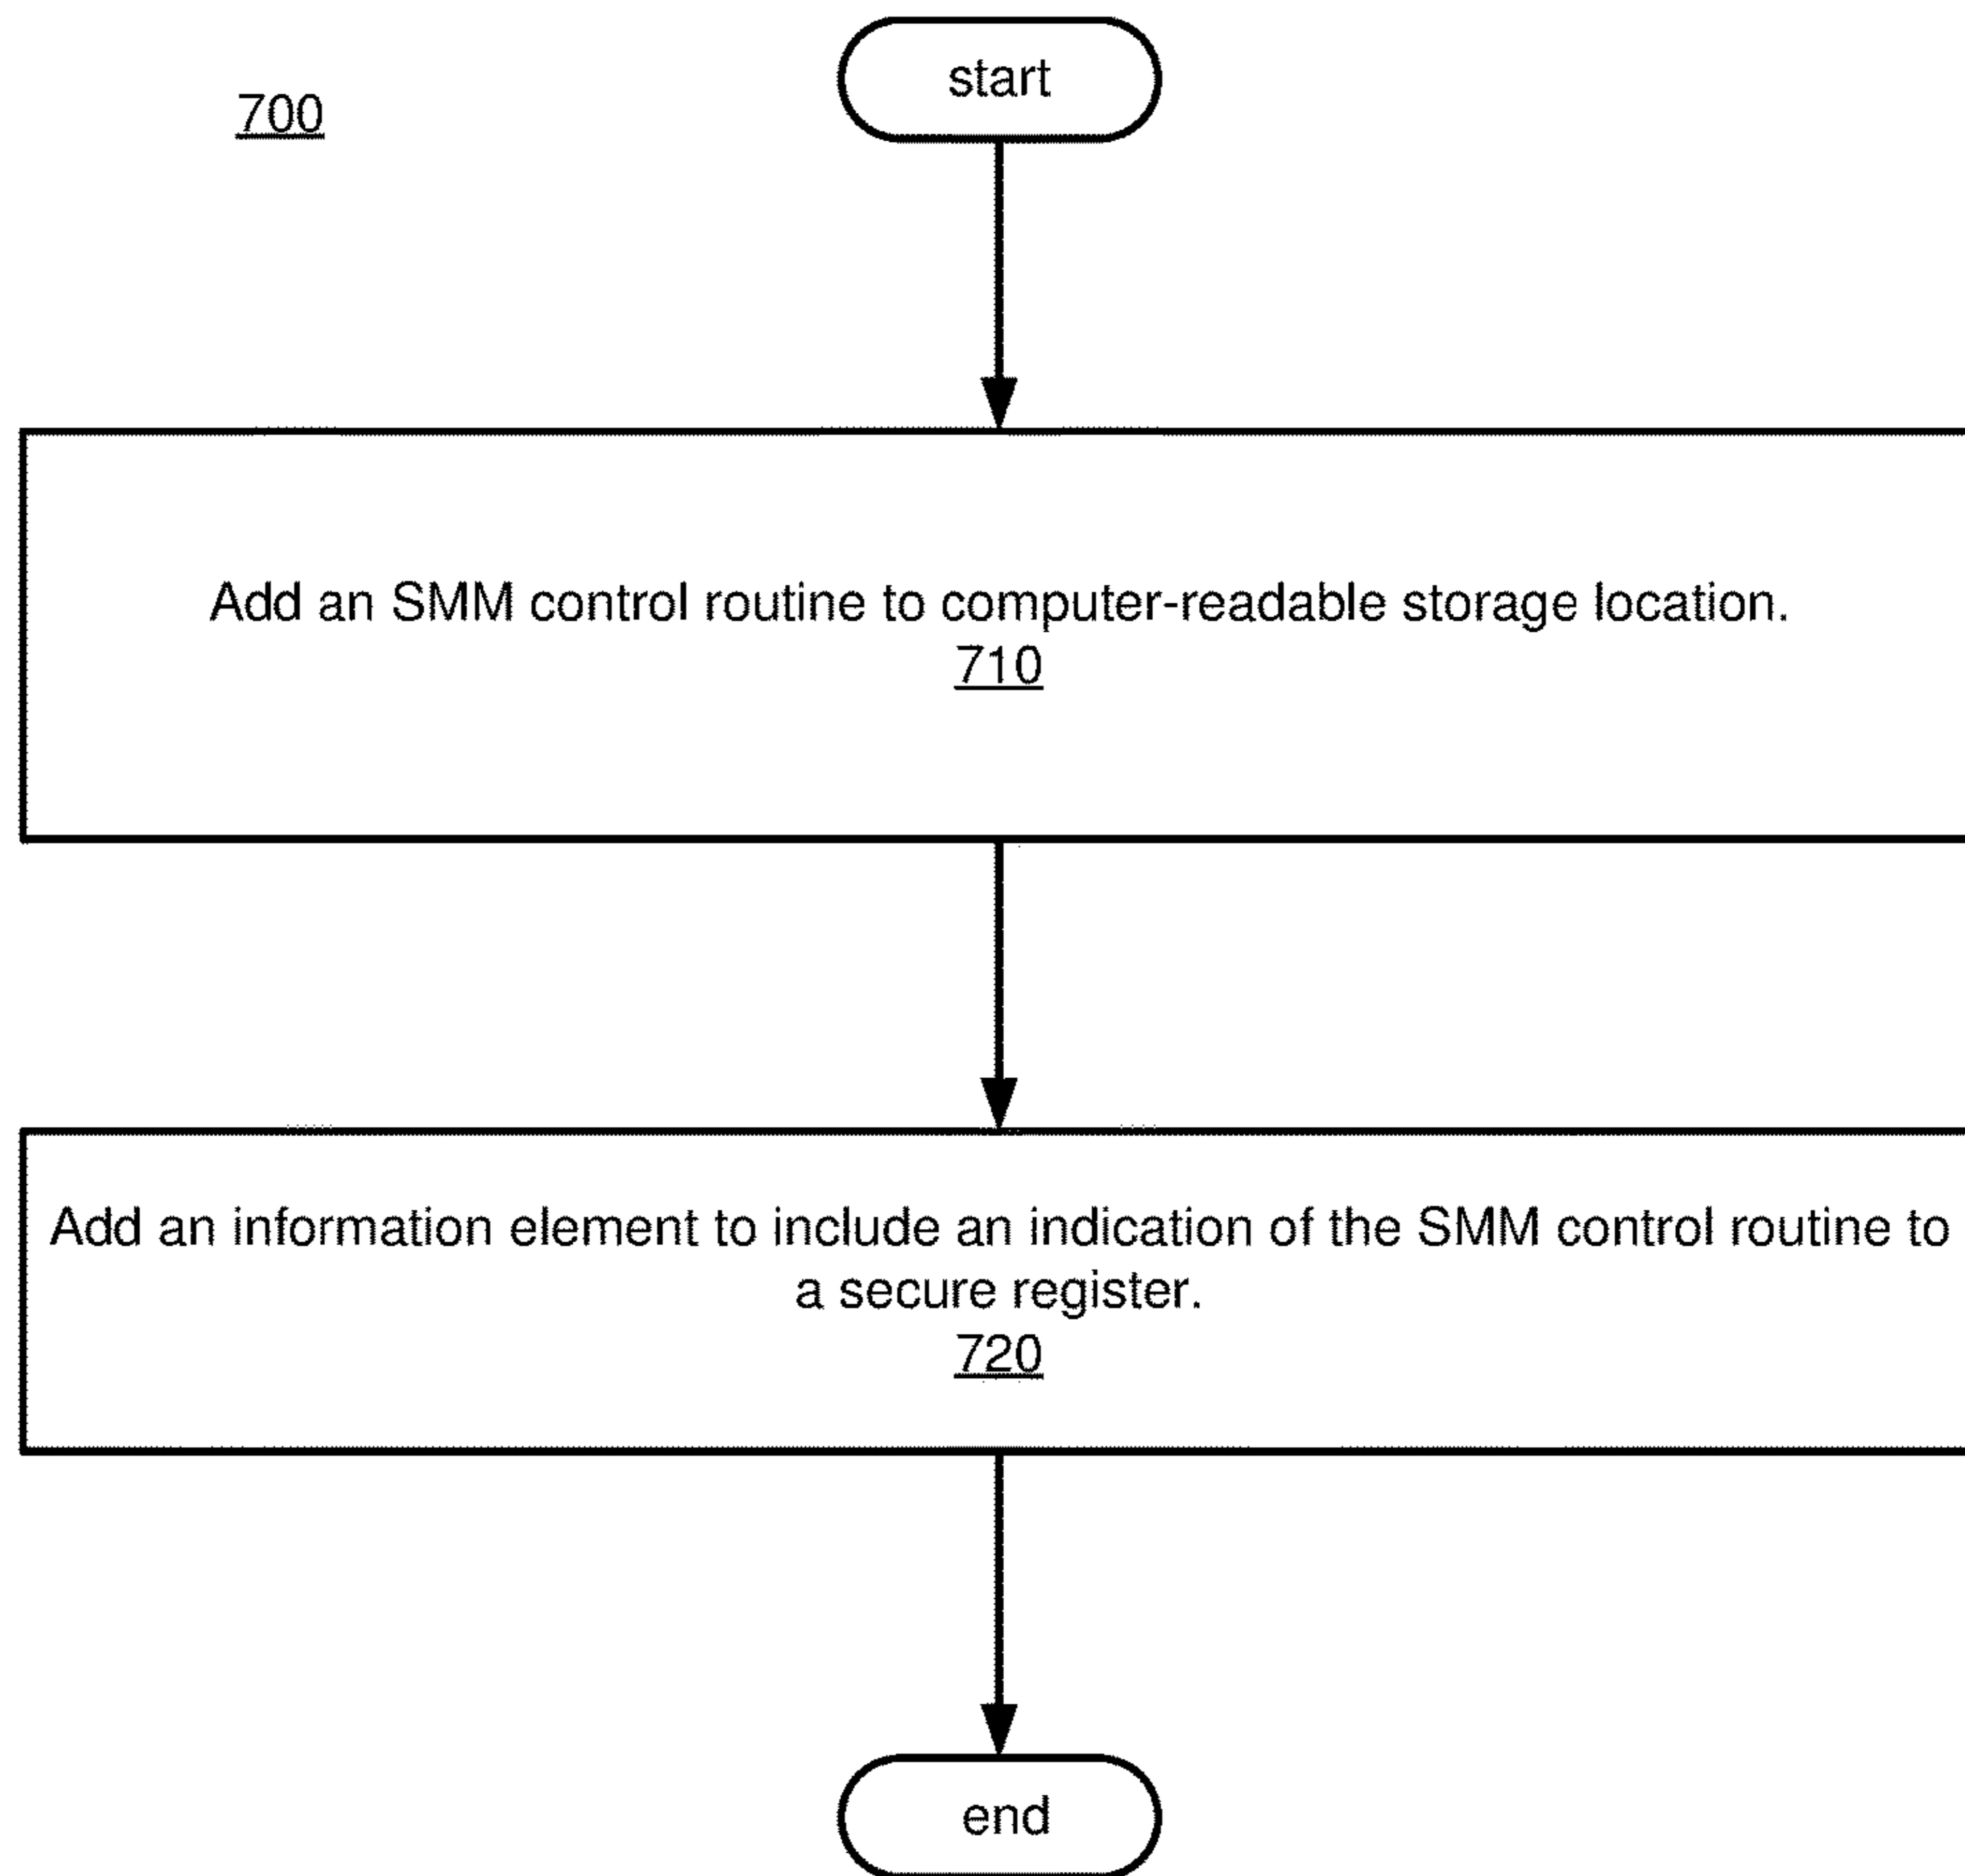 start
700
Add an SMM control routine to computer-readable storage location.
710
Add an information element to include an indication of the SMM control routine to
a secure register.
720
end